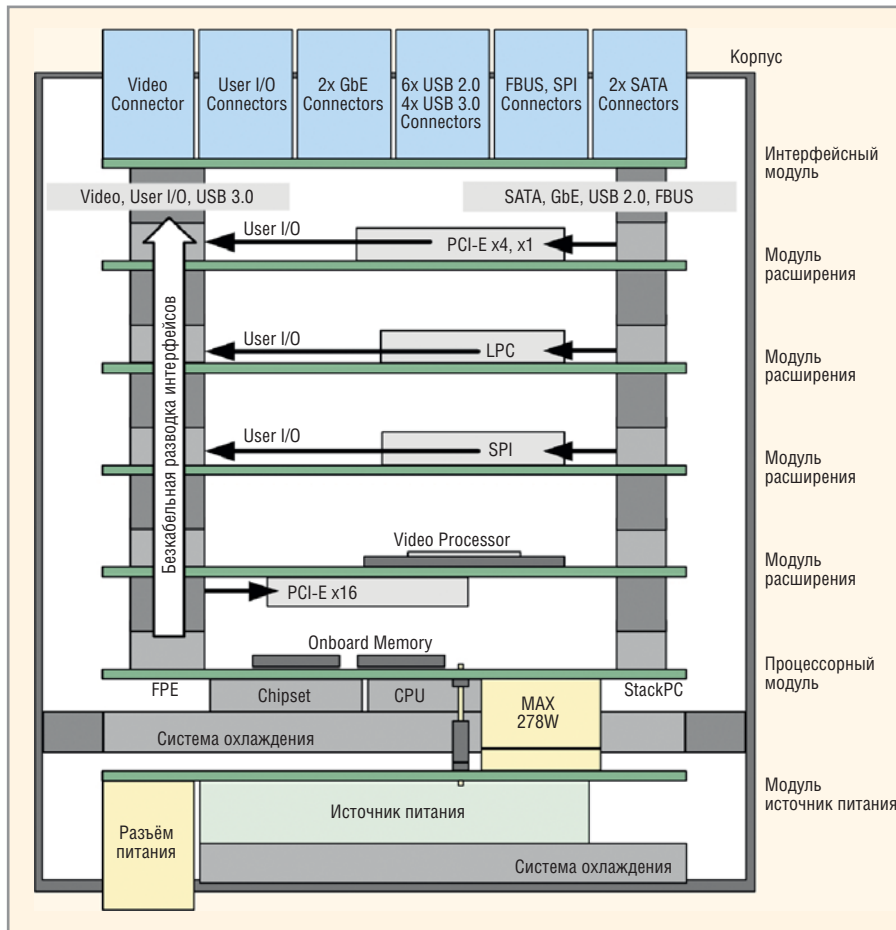 Корпус
Video
Connector
User I/O
Connectors
2x GbE
Connectors
6x USB 2.0
4x USB 3.0
Connectors
FBUS, SPI
Connectors
2x SATA
Connectors
Интерфейсный
модуль
Video, User I/O, USB 3.0
SATA, GbE, USB 2.0, FBUS
User I/O
PCI-E x4, x1
Модуль
расширения
Безкабельная разводка интерфейсов
User I/O
LPC
Модуль
расширения
User I/O
SPI
Модуль
расширения
Video Processor
Модуль
расширения
PCI-E x16
Onboard Memory
Процессорный
модуль
FPE
Chipset
CPU
MAX
278W
StackPC
Система охлаждения
Модуль
источник питания
Источник питания
Разъём
питания
Система охлаждения